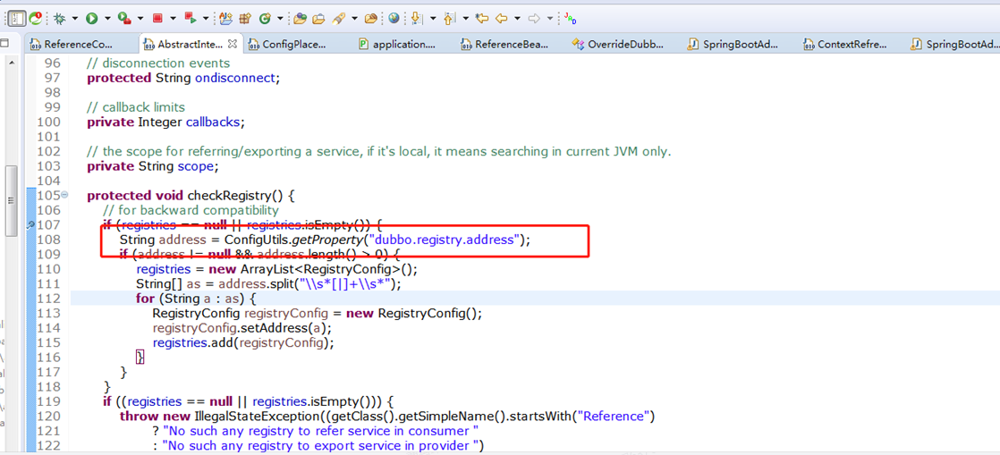 ReferenceCo... AbstractInte... ConfigPlace... application.... ReferenceBea... OverrideDubb... SpringBootAd... ContextRefre... SpringBootAd...
96 // disconnection events
97 protected String ondisconnect;
98
99 // callback limits
100 private Integer callbacks;
101
102 // the scope for referring/exporting a service, if it's local, it means searching in current JVM only.
103 private String scope;
104
105 protected void checkRegistry() {
106 // for backward compatibility
107 if (registries == null || registries.isEmpty()) {
108 String address = ConfigUtils.getProperty("dubbo.registry.address");
109 if (address != null && address.length() > 0) {
110 registries = new ArrayList<RegistryConfig>();
111 String[] as = address.split("\\s*[|]+\\s*");
112 for (String a : as) {
113 RegistryConfig registryConfig = new RegistryConfig();
114 registryConfig.setAddress(a);
115 registries.add(registryConfig);
116 }
117 }
118 }
119 if ((registries == null || registries.isEmpty())) {
120 throw new IllegalStateException((getClass().getSimpleName().startsWith("Reference")
121 ? "No such any registry to refer service in consumer "
122 : "No such any registry to export service in provider ")